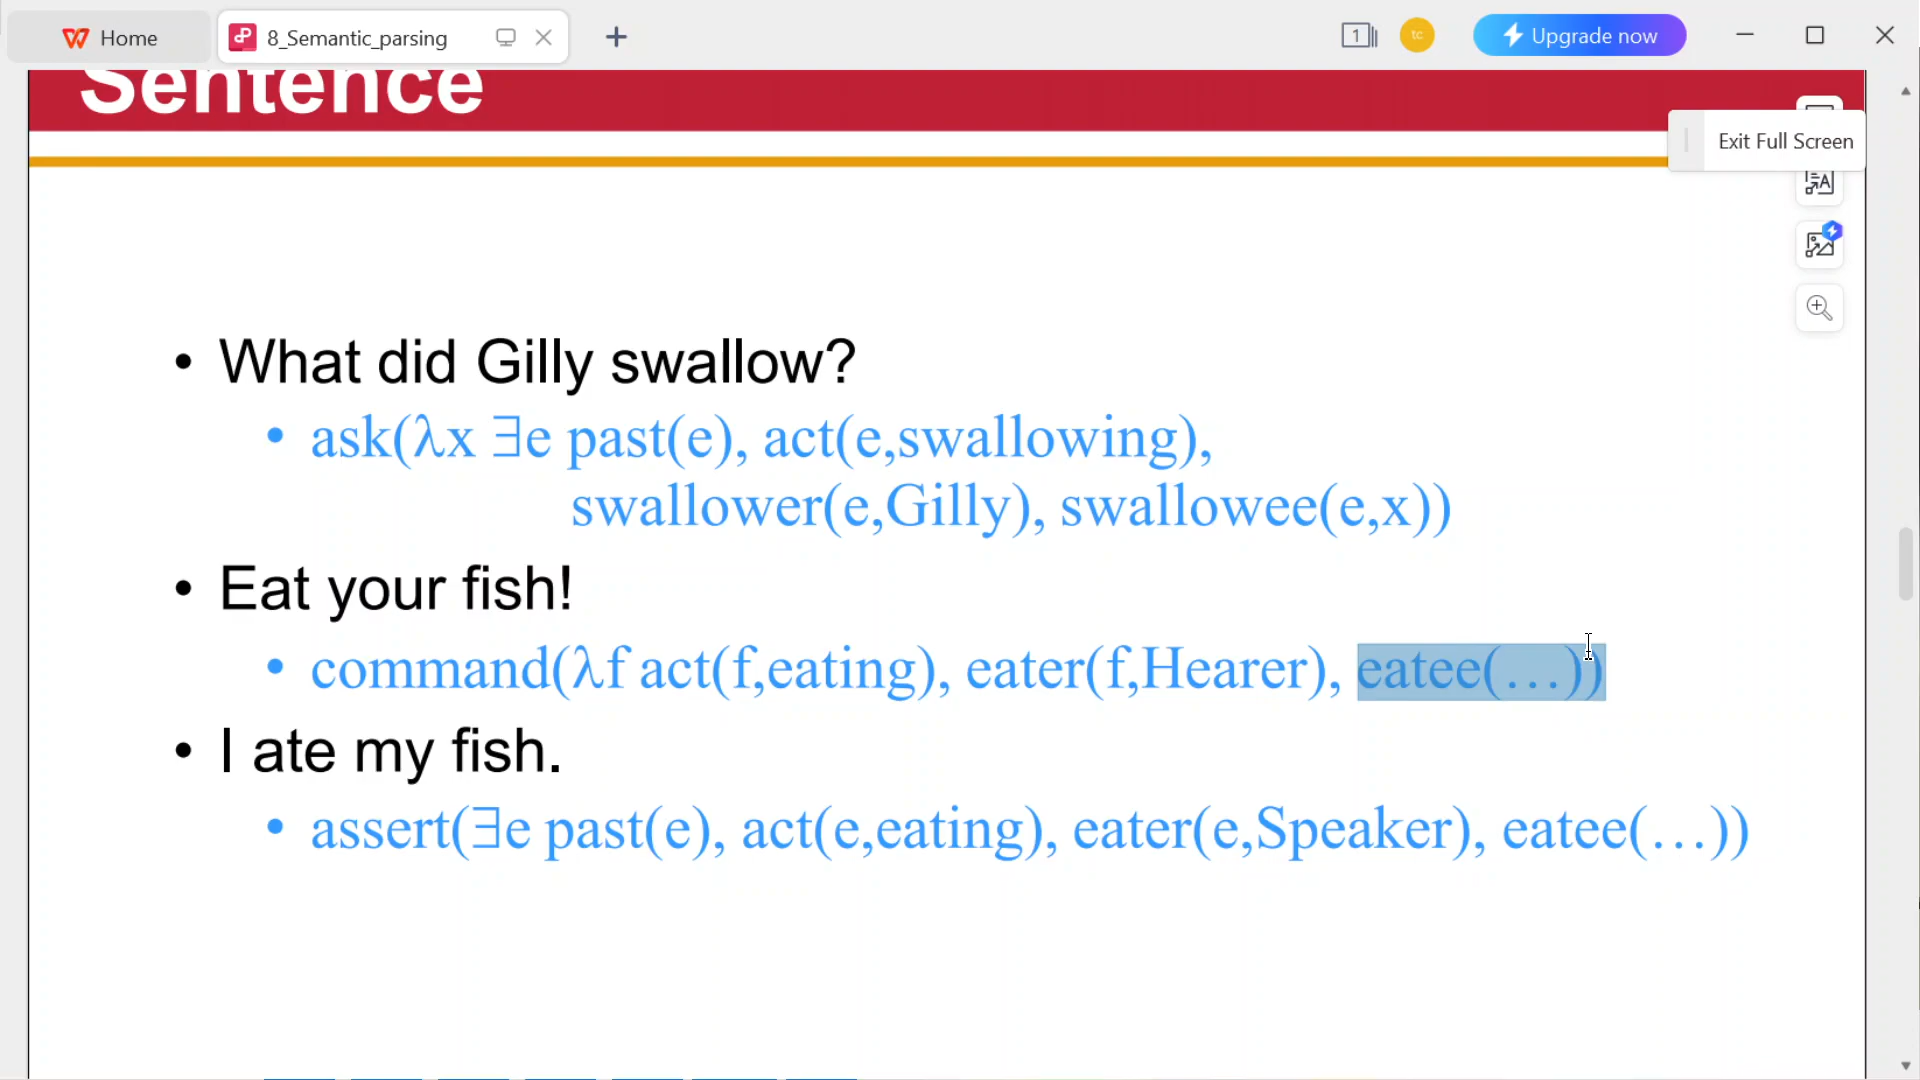 Home
8_Semantic_parsing
1
tc
Upgrade now
Sentence
Exit Full Screen
• What did Gilly swallow?
• ask(λx ∃e past(e), act(e,swallowing),
swallower(e,Gilly), swallowee(e,x))
• Eat your fish!
• command(λf act(f,eating), eater(f,Hearer), eatee(…))
• I ate my fish.
• assert(∃e past(e), act(e,eating), eater(e,Speaker), eatee(…))